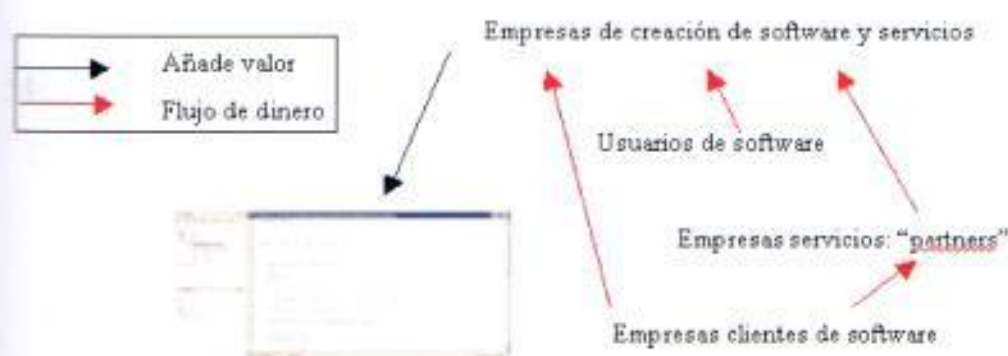 Empresas de creación de software y servicios
Añade valor
Flujo de dinero
Usuarios de software
Empresas servicios: “partners”
Empresas clientes de software